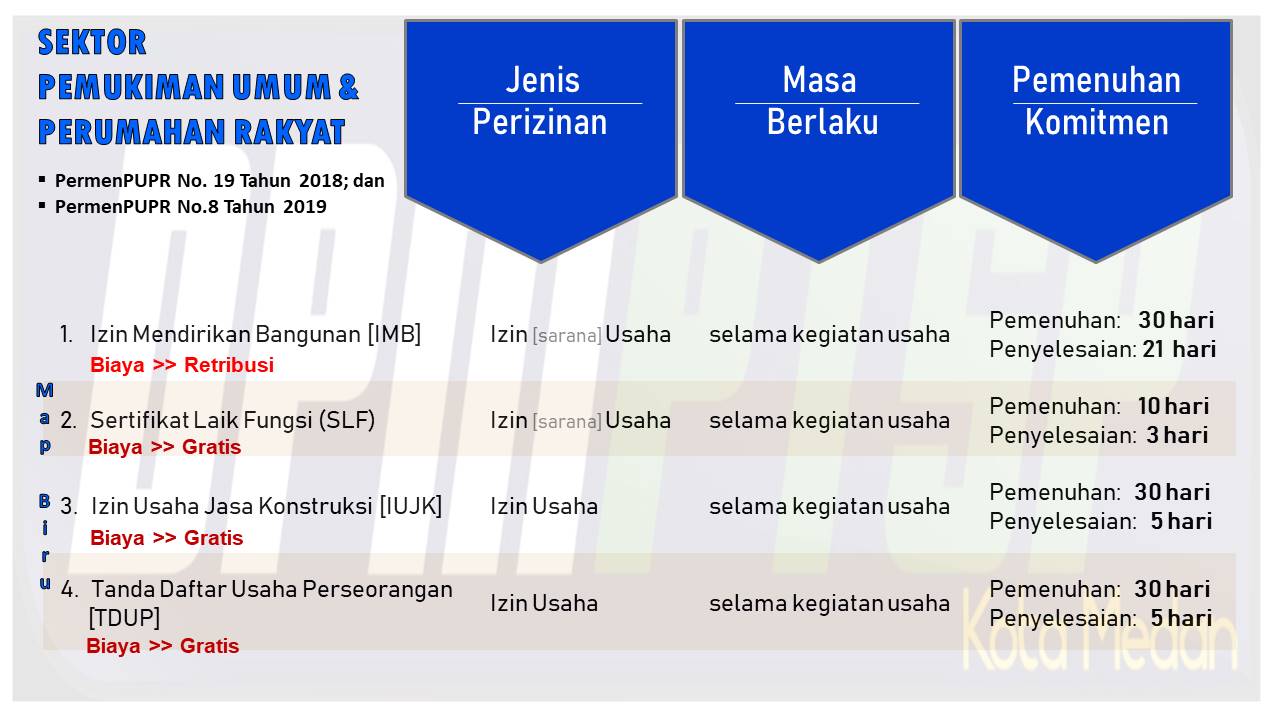 SEKTOR
PEMUKIMAN UMUM &
PERUMAHAN RAKYAT
▪ PermenPUPR No. 19 Tahun 2018; dan
▪ PermenPUPR No.8 Tahun 2019
Jenis
Perizinan
Masa
Berlaku
Pemenuhan
Komitmen
1. Izin Mendirikan Bangunan [IMB]
Biaya >> Retribusi
Izin [sarana] Usaha
selama kegiatan usaha
Pemenuhan: 30 hari
Penyelesaian: 21 hari
2. Sertifikat Laik Fungsi (SLF)
Biaya >> Gratis
Izin [sarana] Usaha
selama kegiatan usaha
Pemenuhan: 10 hari
Penyelesaian: 3 hari
3. Izin Usaha Jasa Konstruksi [IUJK]
Biaya >> Gratis
Izin Usaha
selama kegiatan usaha
Pemenuhan: 30 hari
Penyelesaian: 5 hari
4. Tanda Daftar Usaha Perseorangan
[TDUP]
Biaya >> Gratis
Izin Usaha
selama kegiatan usaha
Pemenuhan: 30 hari
Penyelesaian: 5 hari
Map Biru
DPMPTSP
Kota Medan